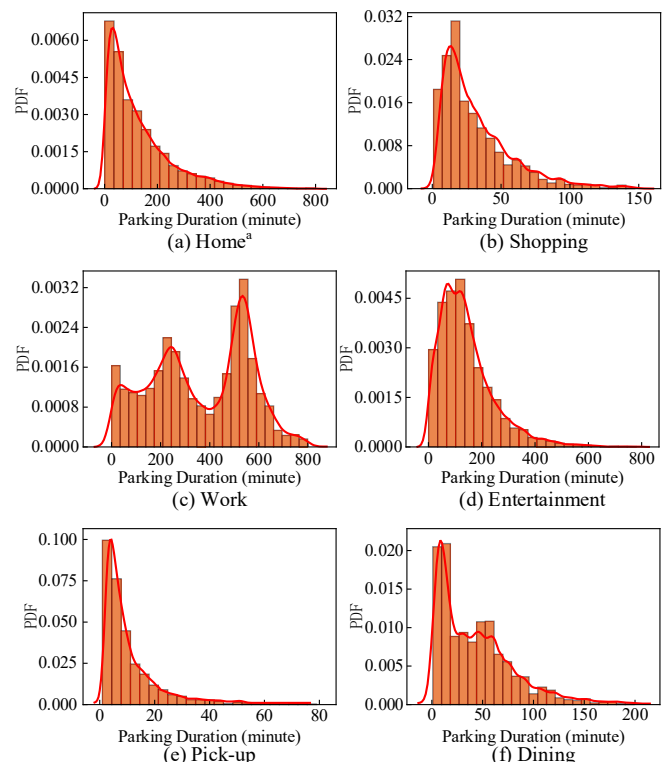 0.0060
0.0045
0.0030
0.0015
0.0000
PDF
0 200 400 600 800
Parking Duration (minute)
(a) Homeᵃ
0.032
0.024
0.016
0.008
0.000
PDF
0 50 100 150
Parking Duration (minute)
(b) Shopping
0.0032
0.0024
0.0016
0.0008
0.0000
PDF
0 200 400 600 800
Parking Duration (minute)
(c) Work
0.0045
0.0030
0.0015
0.0000
PDF
0 200 400 600 800
Parking Duration (minute)
(d) Entertainment
0.100
0.075
0.050
0.025
0.000
PDF
0 20 40 60 80
Parking Duration (minute)
(e) Pick-up
0.020
0.015
0.010
0.005
0.000
PDF
0 50 100 150 200
Parking Duration (minute)
(f) Dining